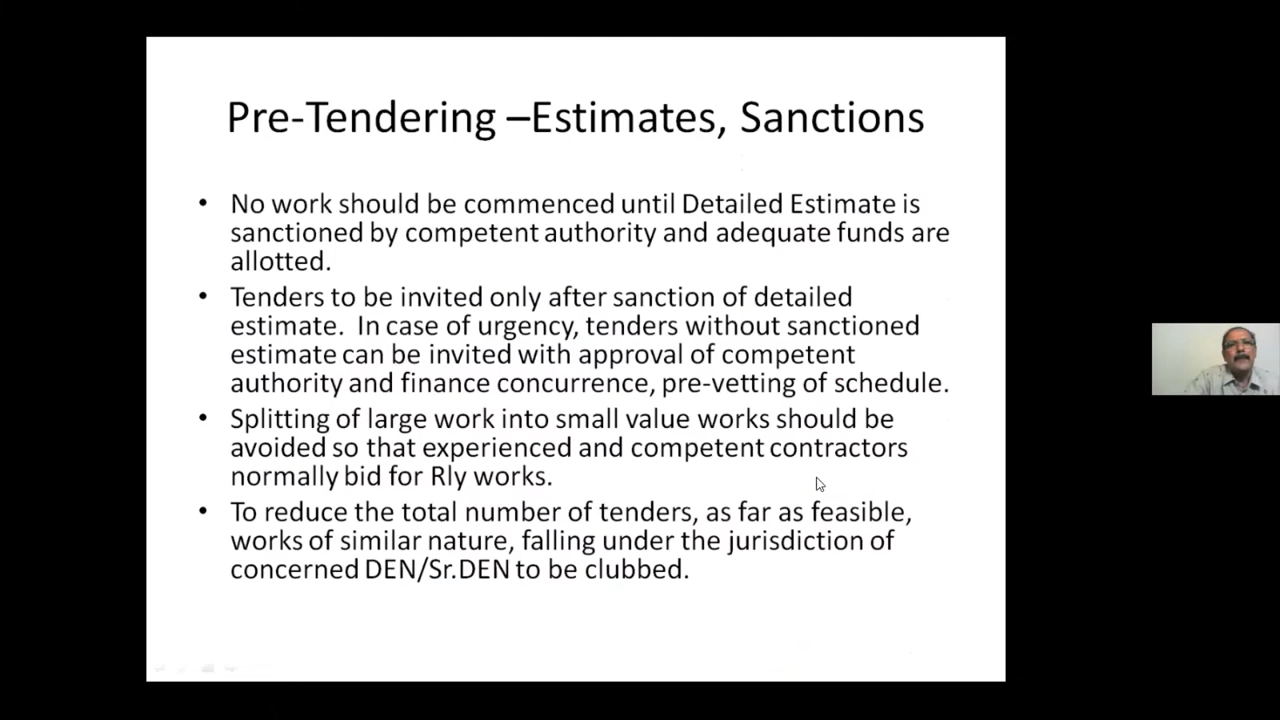 Pre-Tendering –Estimates, Sanctions
• No work should be commenced until Detailed Estimate is
sanctioned by competent authority and adequate funds are
allotted.
• Tenders to be invited only after sanction of detailed
estimate.  In case of urgency, tenders without sanctioned
estimate can be invited with approval of competent
authority and finance concurrence, pre-vetting of schedule.
• Splitting of large work into small value works should be
avoided so that experienced and competent contractors
normally bid for Rly works.
• To reduce the total number of tenders, as far as feasible,
works of similar nature, falling under the jurisdiction of
concerned DEN/Sr.DEN to be clubbed.